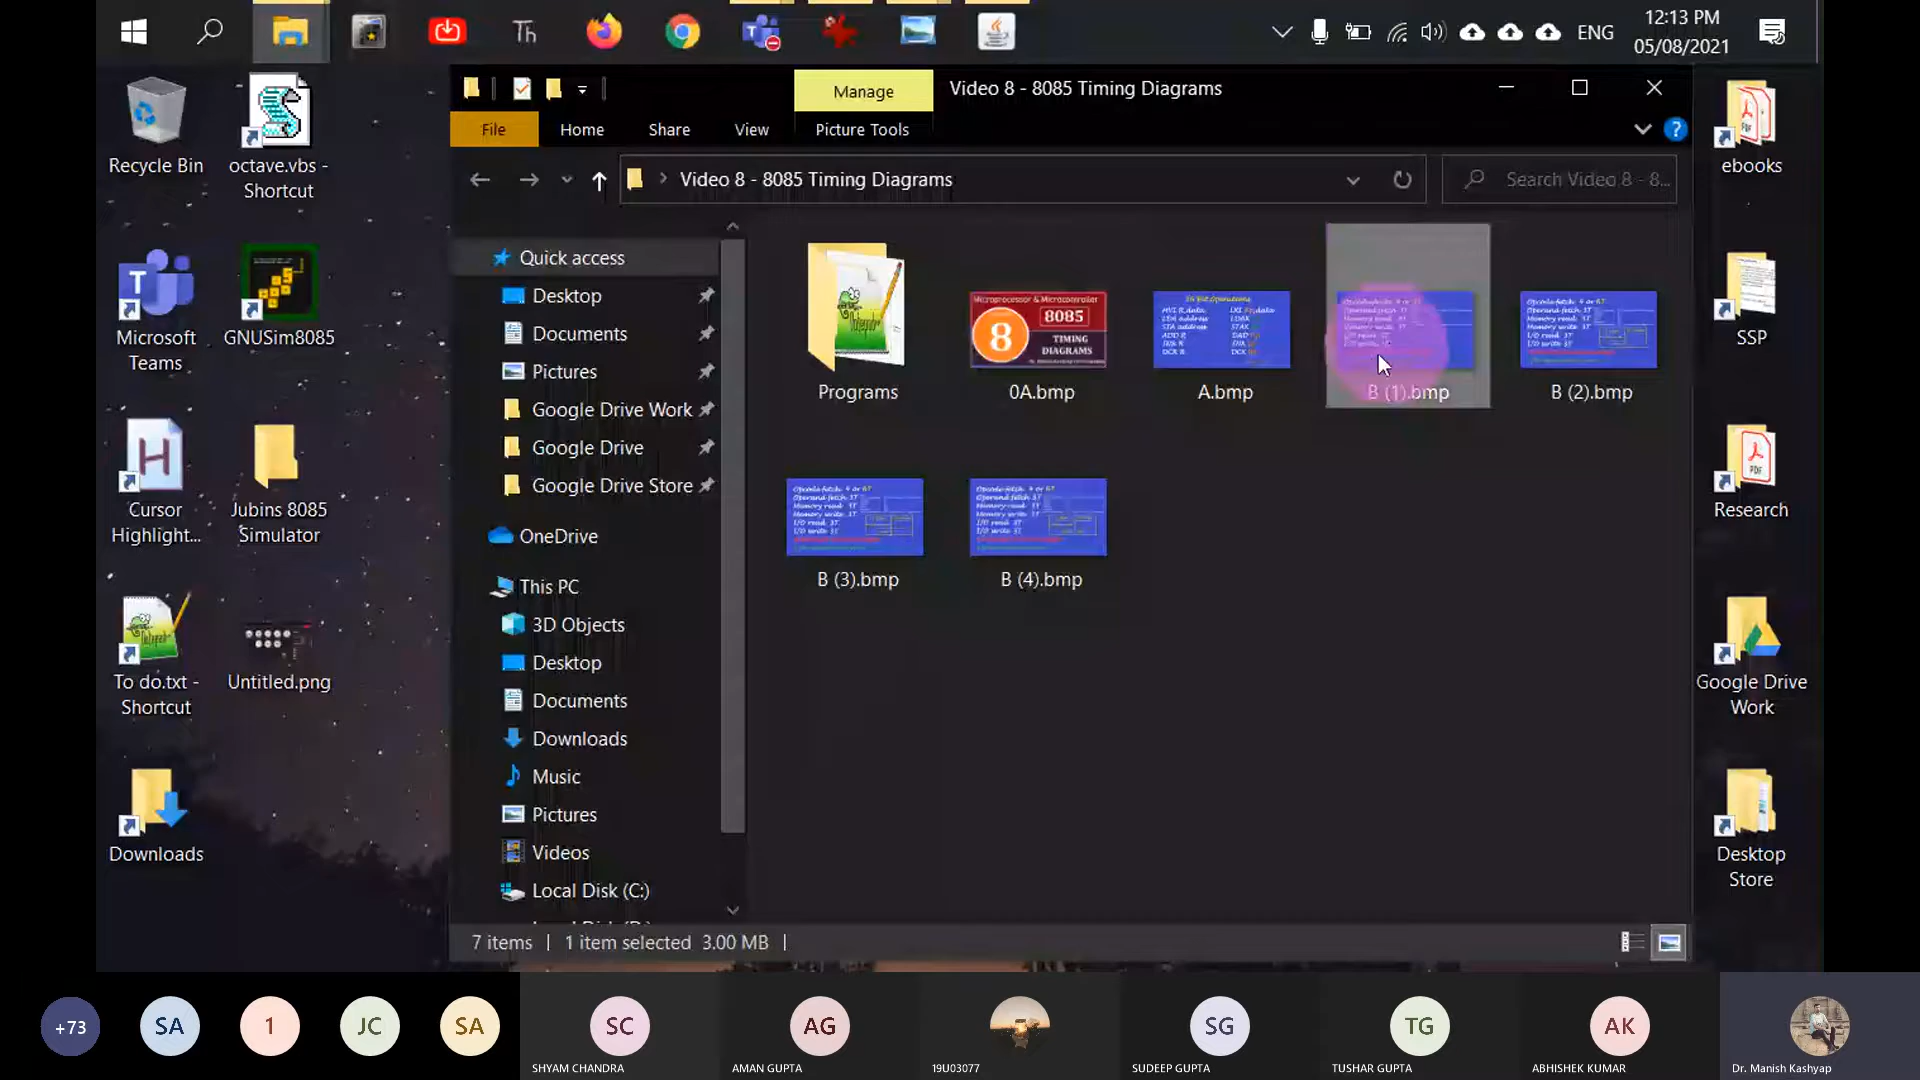 Th
ENG
12:13 PM
05/08/2021
Manage
Video 8 - 8085 Timing Diagrams
File
Home
Share
View
Picture Tools
Video 8 - 8085 Timing Diagrams
Search Video 8 - 8...
Recycle Bin
octave.vbs -
Shortcut
Microsoft
Teams
GNUSim8085
Cursor
Highlight...
Jubins 8085
Simulator
To do.txt -
Shortcut
Untitled.png
Downloads
Quick access
Desktop
Documents
Pictures
Google Drive Work
Google Drive
Google Drive Store
OneDrive
This PC
3D Objects
Desktop
Documents
Downloads
Music
Pictures
Videos
Local Disk (C:)
Programs
Microprocessor & Microcontroller
8
8085
TIMING
DIAGRAMS
0A.bmp
A.bmp
B (1).bmp
B (2).bmp
B (3).bmp
B (4).bmp
7 items
1 item selected 3.00 MB
ebooks
SSP
Research
Google Drive
Work
Desktop
Store
+73
SA
1
JC
SA
SC
SHYAM CHANDRA
AG
AMAN GUPTA
19U03077
SG
SUDEEP GUPTA
TG
TUSHAR GUPTA
AK
ABHISHEK KUMAR
Dr. Manish Kashyap